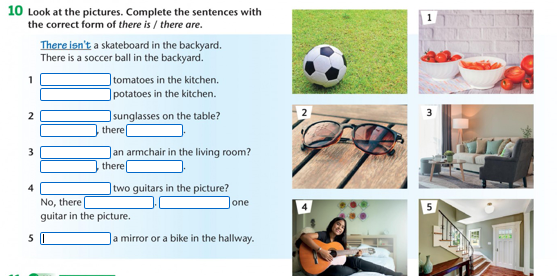 10 Look at the pictures. Complete the sentences with
the correct form of there is / there are.
There isn't a skateboard in the backyard.
There is a soccer ball in the backyard.
1 tomatoes in the kitchen.
potatoes in the kitchen.
2 sunglasses on the table?
, there .
3 an armchair in the living room?
, there .
4 two guitars in the picture?
No, there . one
guitar in the picture.
5 a mirror or a bike in the hallway.
1
2
3
4
5